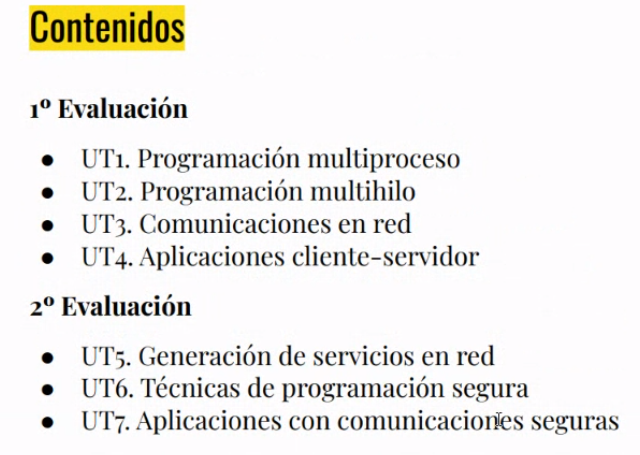 Contenidos
1º Evaluación
● UT1. Programación multiproceso
● UT2. Programación multihilo
● UT3. Comunicaciones en red
● UT4. Aplicaciones cliente-servidor
2º Evaluación
● UT5. Generación de servicios en red
● UT6. Técnicas de programación segura
● UT7. Aplicaciones con comunicaciones seguras